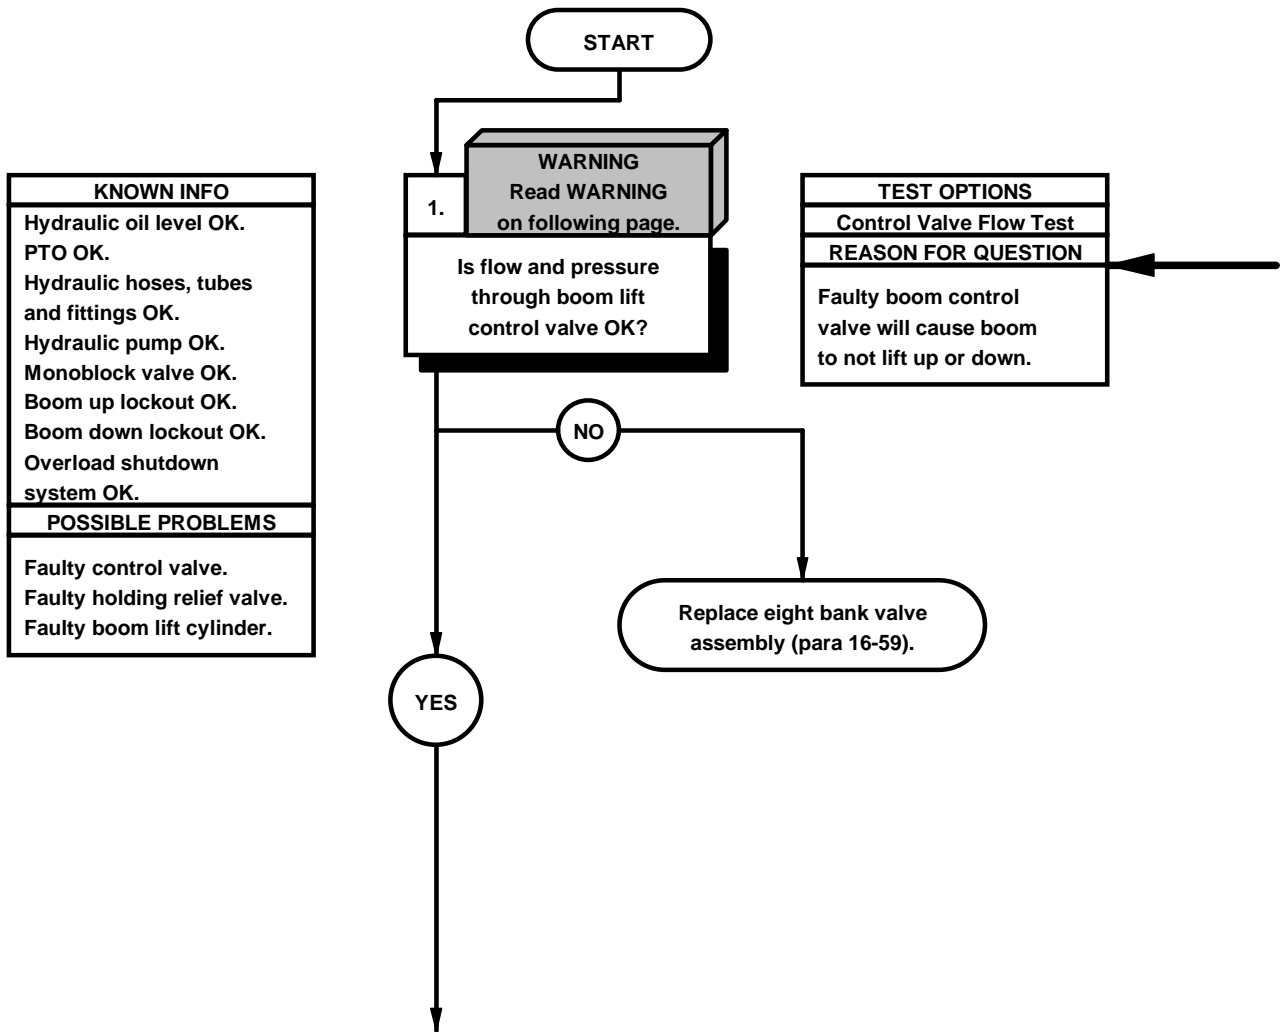 START
KNOWN INFO
Hydraulic oil level OK.
PTO OK.
Hydraulic hoses, tubes
and fittings OK.
Hydraulic pump OK.
Monoblock valve OK.
Boom up lockout OK.
Boom down lockout OK.
Overload shutdown
system OK.
POSSIBLE PROBLEMS
Faulty control valve.
Faulty holding relief valve.
Faulty boom lift cylinder.
1.
WARNING
Read WARNING
on following page.
Is flow and pressure
through boom lift
control valve OK?
TEST OPTIONS
Control Valve Flow Test
REASON FOR QUESTION
Faulty boom control
valve will cause boom
to not lift up or down.
NO
Replace eight bank valve
assembly (para 16-59).
YES